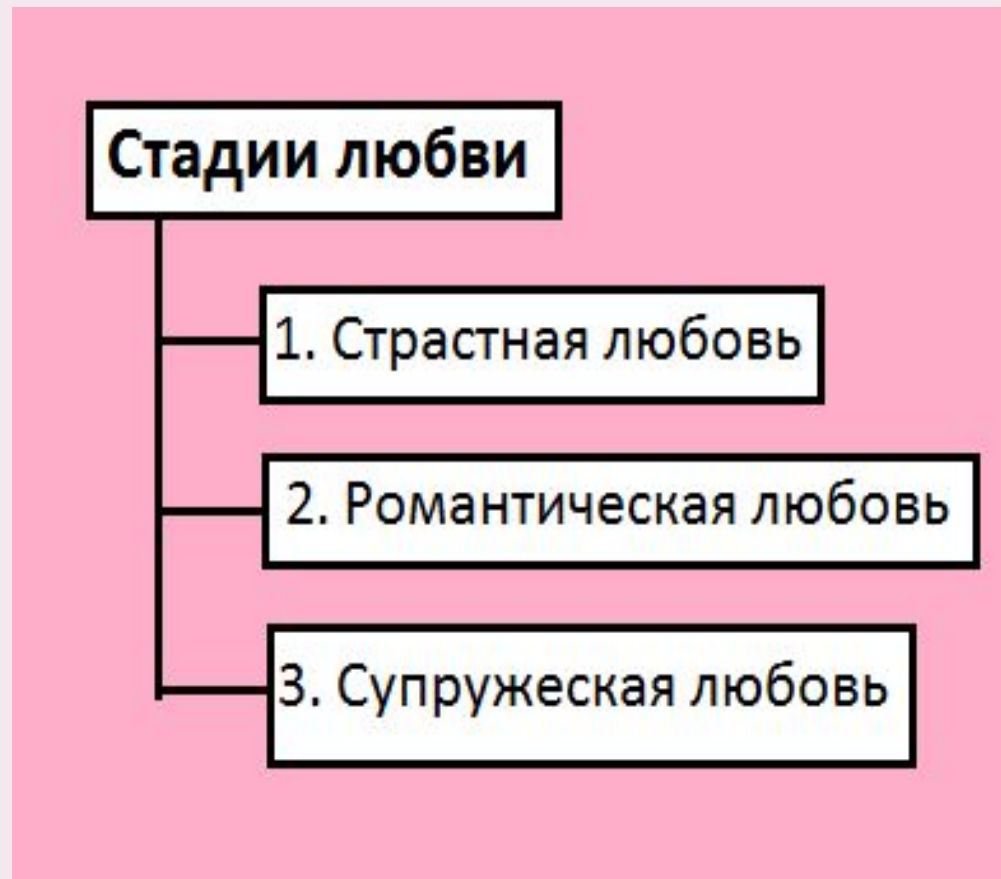 Стадии любви
1. Страстная любовь
2. Романтическая любовь
3. Супружеская любовь